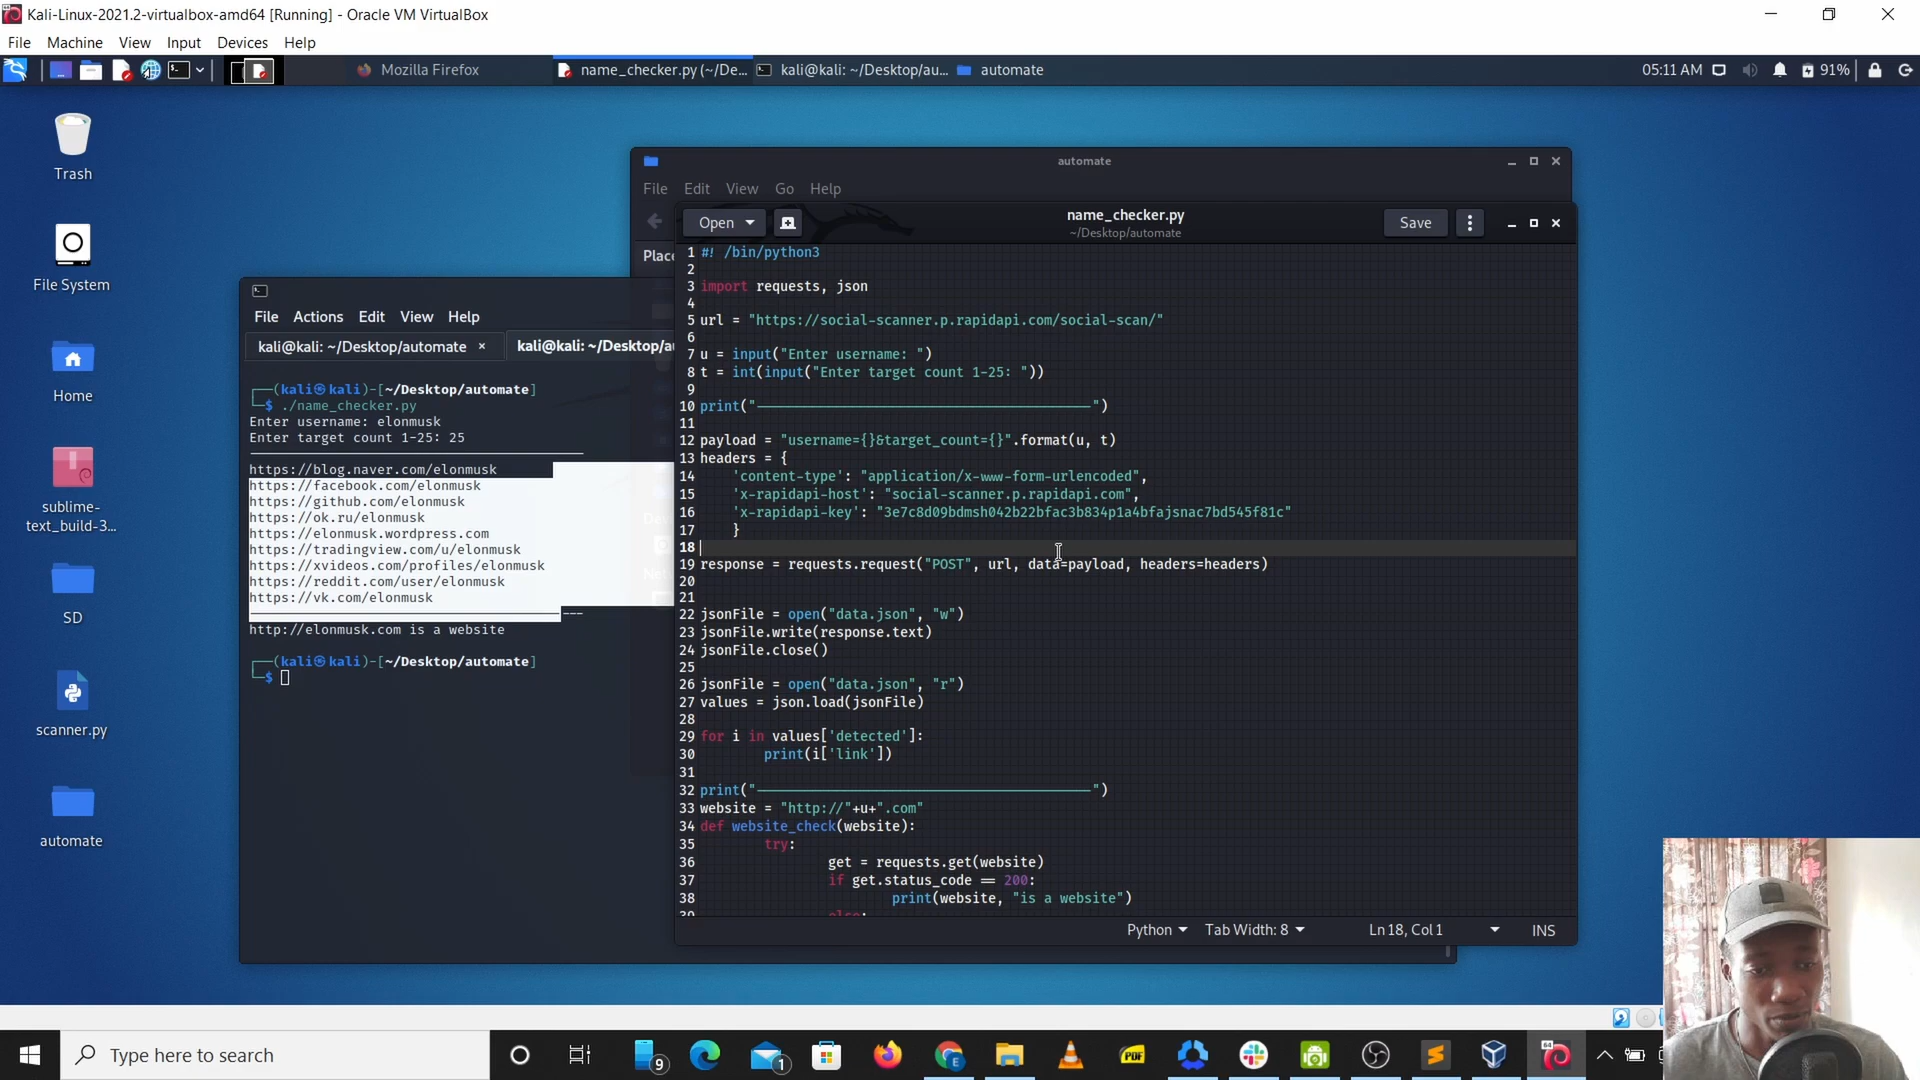 Kali-Linux-2021.2-virtualbox-amd64 [Running] - Oracle VM VirtualBox
File Machine View Input Devices Help
Mozilla Firefox
name_checker.py (~/De...
kali@kali: ~/Desktop/au...
automate
05:11 AM
91%
Trash
File System
Home
sublime-
text_build-3...
SD
scanner.py
automate
automate
File Edit View Go Help
Place
File Actions Edit View Help
kali@kali: ~/Desktop/automate ×
kali@kali: ~/Desktop/au
┌──(kali㉿kali)-[~/Desktop/automate]
└─$ ./name_checker.py
Enter username: elonmusk
Enter target count 1-25: 25
https://blog.naver.com/elonmusk
https://facebook.com/elonmusk
https://github.com/elonmusk
https://ok.ru/elonmusk
https://elonmusk.wordpress.com
https://tradingview.com/u/elonmusk
https://xvideos.com/profiles/elonmusk
https://reddit.com/user/elonmusk
https://vk.com/elonmusk
http://elonmusk.com is a website
┌──(kali㉿kali)-[~/Desktop/automate]
└─$
Open
name_checker.py
~/Desktop/automate
Save
1 #! /bin/python3
2
3 import requests, json
4
5 url = "https://social-scanner.p.rapidapi.com/social-scan/"
6
7 u = input("Enter username: ")
8 t = int(input("Enter target count 1-25: "))
9
10 print("——————————————————————————————————————————")
11
12 payload = "username={}&target_count={}".format(u, t)
13 headers = {
14 'content-type': "application/x-www-form-urlencoded",
15 'x-rapidapi-host': "social-scanner.p.rapidapi.com",
16 'x-rapidapi-key': "3e7c8d09bdmsh042b22bfac3b834p1a4bfajsnac7bd545f81c"
17 }
18
19 response = requests.request("POST", url, data=payload, headers=headers)
20
21
22 jsonFile = open("data.json", "w")
23 jsonFile.write(response.text)
24 jsonFile.close()
25
26 jsonFile = open("data.json", "r")
27 values = json.load(jsonFile)
28
29 for i in values['detected']:
30 print(i['link'])
31
32 print("——————————————————————————————————————————")
33 website = "http://"+u+".com"
34 def website_check(website):
35 try:
36 get = requests.get(website)
37 if get.status_code == 200:
38 print(website, "is a website")
39 else:
Python Tab Width: 8 Ln 18, Col 1 INS
Type here to search
9
1
PDF